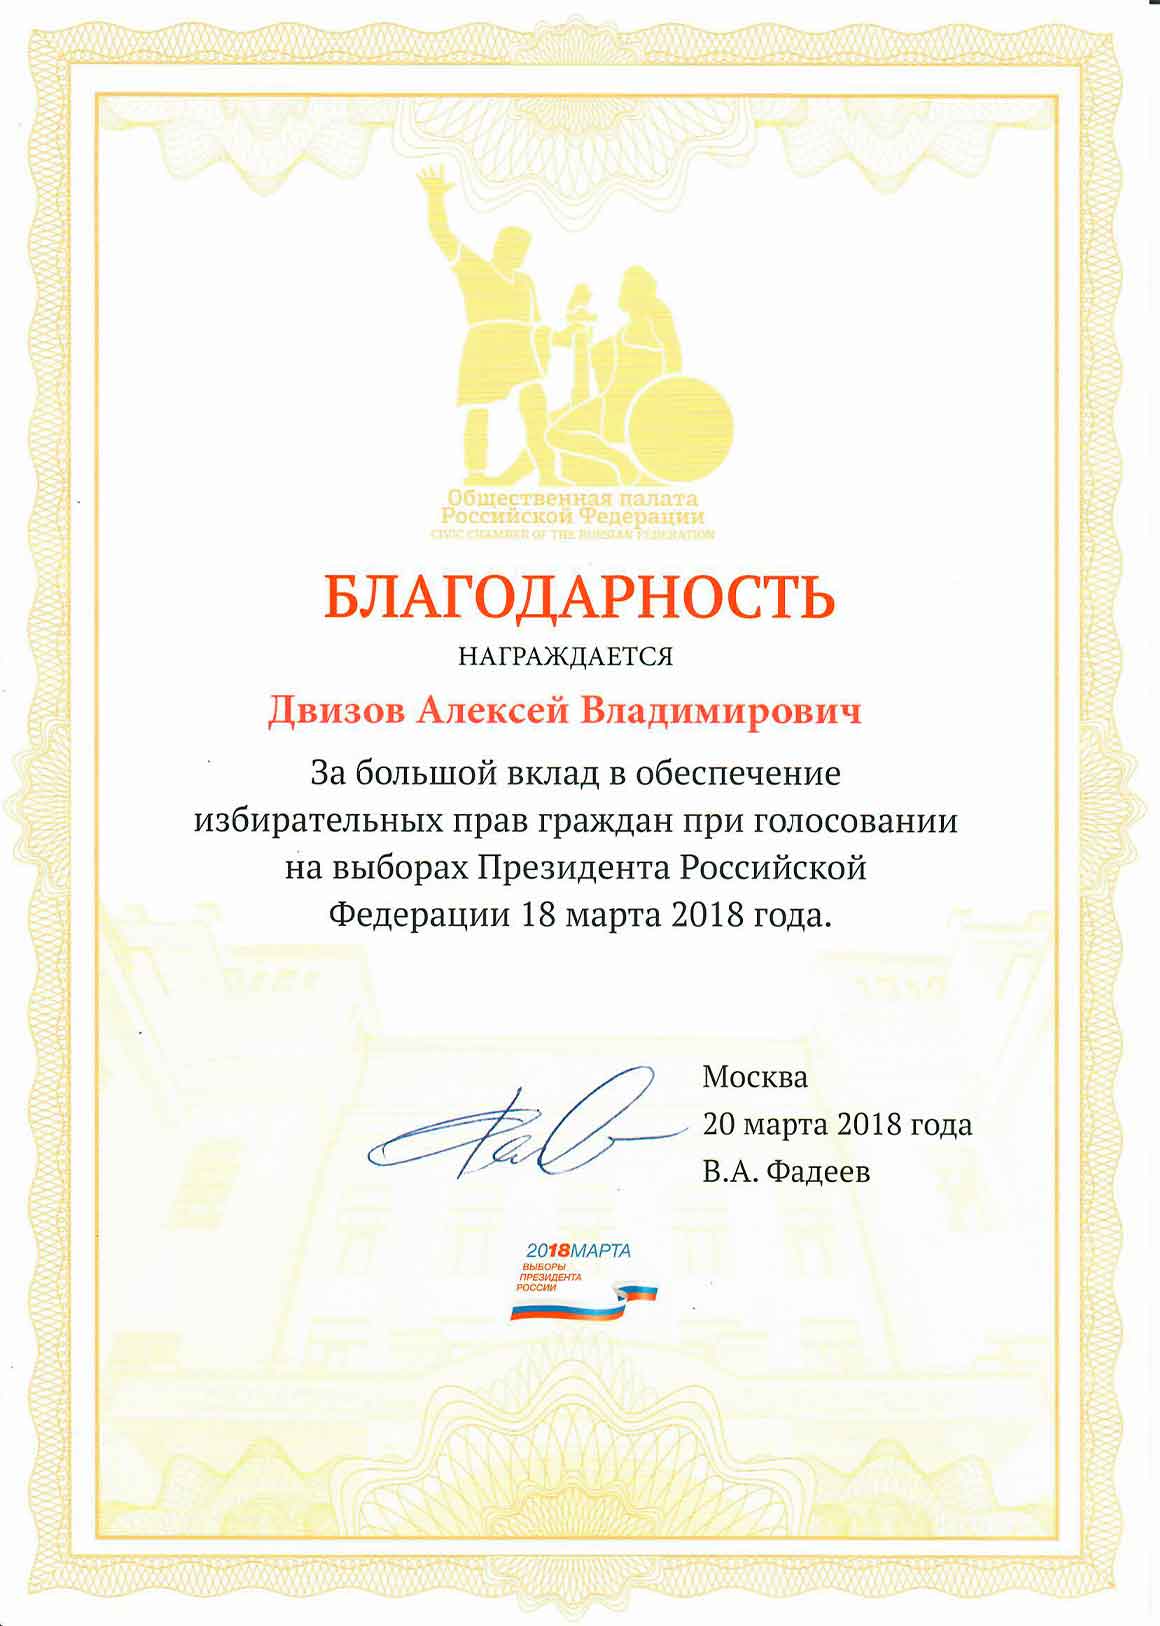 Общественная палата
Российской Федерации
CIVIC CHAMBER OF THE RUSSIAN FEDERATION
БЛАГОДАРНОСТЬ
НАГРАЖДАЕТСЯ
Двизов Алексей Владимирович
За большой вклад в обеспечение
избирательных прав граждан при голосовании
на выборах Президента Российской
Федерации 18 марта 2018 года.
Москва
20 марта 2018 года
В.А. Фадеев
2018МАРТА
ВЫБОРЫ
ПРЕЗИДЕНТА
РОССИИ